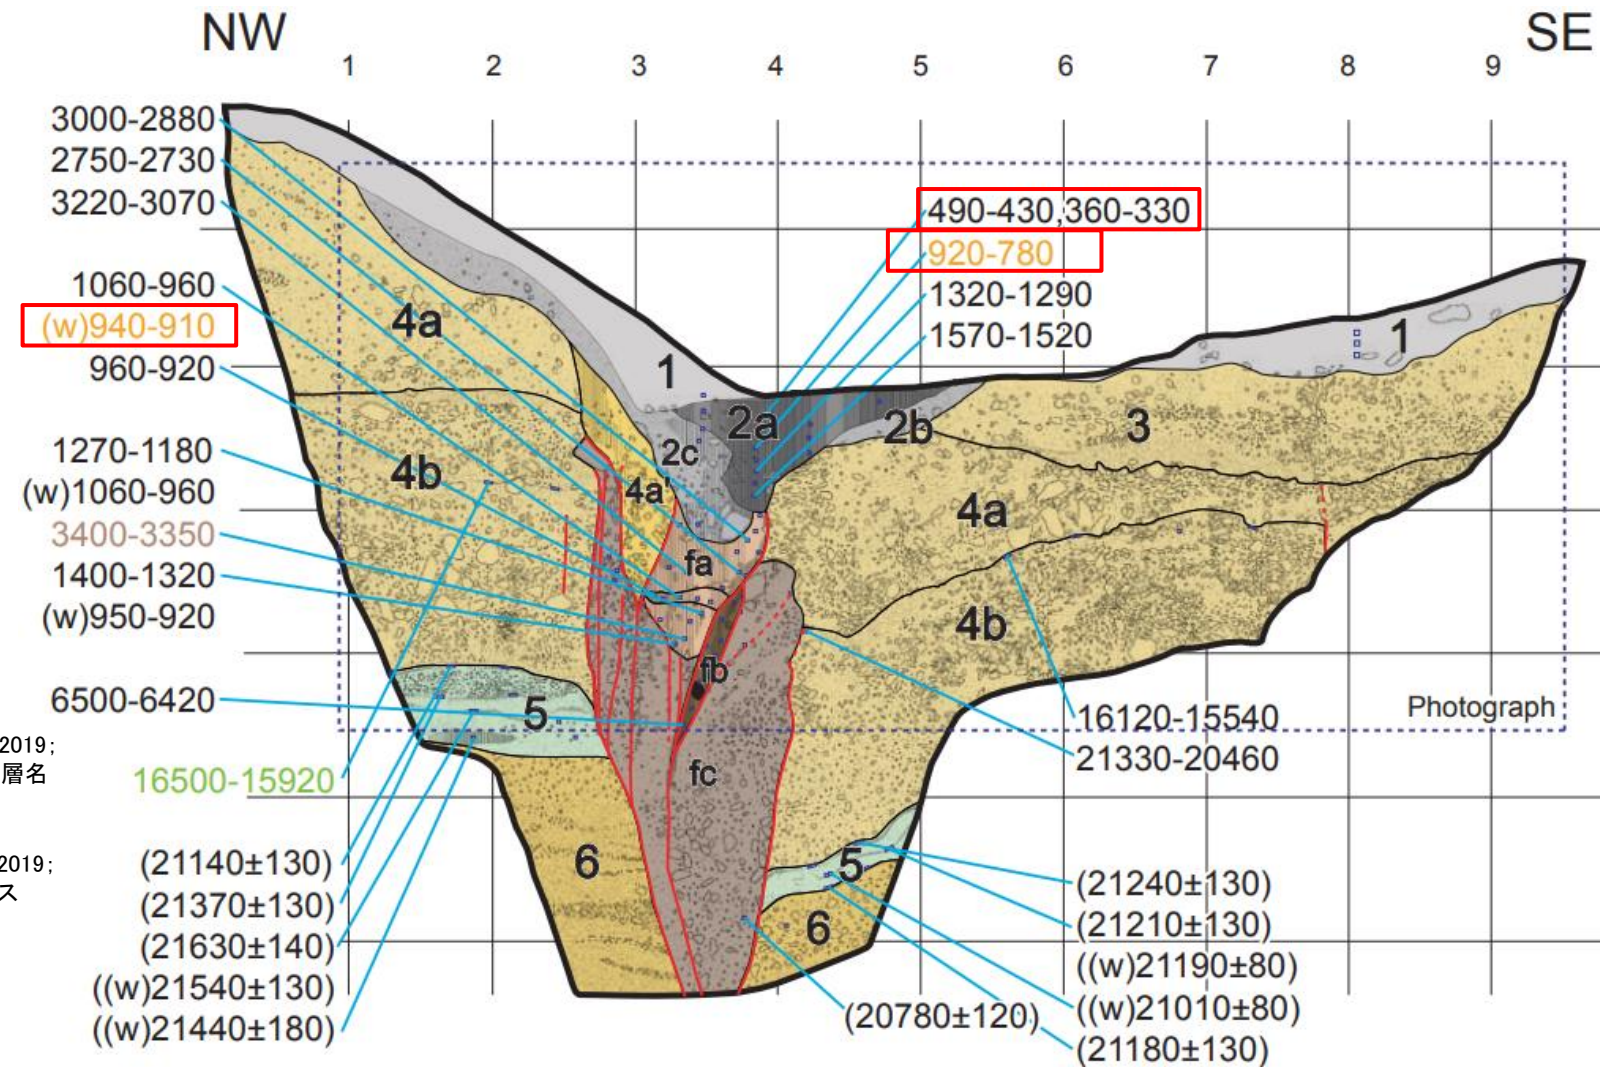 NW
SE
1 2 3 4 5 6 7 8 9
3000-2880
2750-2730
3220-3070
1060-960
(w)940-910
960-920
1270-1180
(w)1060-960
3400-3350
1400-1320
(w)950-920
6500-6420
2019;
層名
16500-15920
2019;
ス
(21140±130)
(21370±130)
(21630±140)
((w)21540±130)
((w)21440±180)
490-430,360-330
920-780
1320-1290
1570-1520
4a
1
1
2a
2b
2c
3
4b
4a'
4a
fa
4b
fb
5
fc
Photograph
16120-15540
21330-20460
6
5
6
(21240±130)
(21210±130)
((w)21190±80)
((w)21010±80)
(21180±130)
(20780±120)